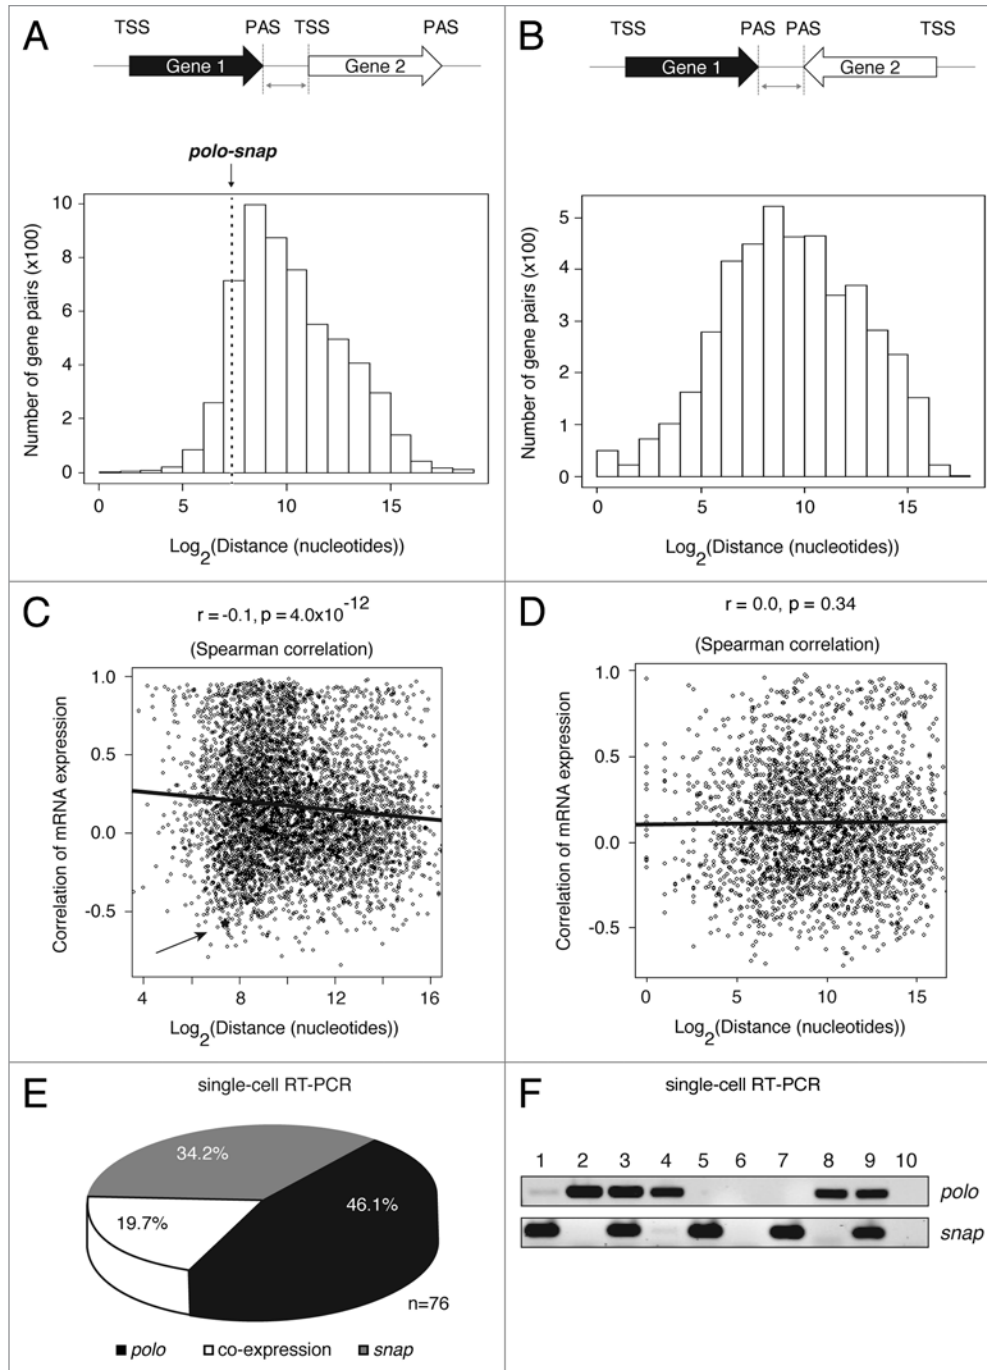 A
TSS PAS TSS PAS
Gene 1 Gene 2
polo-snap
10
8
6
4
2
0
Number of gene pairs (x100)
0 5 10 15
Log2(Distance (nucleotides))
B
TSS PAS PAS TSS
Gene 1 Gene 2
5
4
3
2
1
0
Number of gene pairs (x100)
0 5 10 15
Log2(Distance (nucleotides))
C
r = -0.1, p = 4.0x10-12
(Spearman correlation)
1.0
0.5
0.0
-0.5
Correlation of mRNA expression
4 6 8 10 12 14 16
Log2(Distance (nucleotides))
D
r = 0.0, p = 0.34
(Spearman correlation)
1.0
0.5
0.0
-0.5
Correlation of mRNA expression
0 5 10 15
Log2(Distance (nucleotides))
E
single-cell RT-PCR
34.2%
46.1%
19.7%
n=76
polo co-expression snap
F
single-cell RT-PCR
1 2 3 4 5 6 7 8 9 10
polo
snap